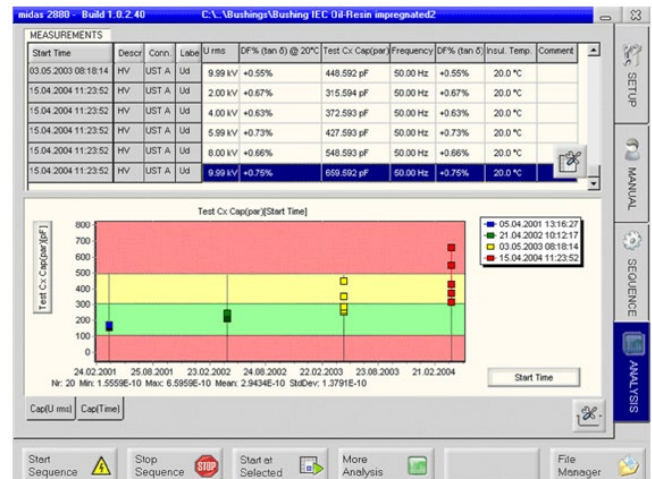 midas 2880 - Build 1.0.2.40 C:\...\Bushings\Bushing IEC Oil-Resin impregnated2
MEASUREMENTS
Start Time Descr Conn. Labe U rms DF% (tan δ) @ 20°C Test Cx Cap(par) Frequency DF% (tan δ) Insul. Temp. Comment
03.05.2003 08:18:14 HV UST A Ud 9.99 kV +0.55% 448.592 pF 50.00 Hz +0.55% 20.0 °C
15.04.2004 11:23:52 HV UST A Ud 2.00 kV +0.67% 315.594 pF 50.00 Hz +0.67% 20.0 °C
15.04.2004 11:23:52 HV UST A Ud 4.00 kV +0.63% 372.593 pF 50.00 Hz +0.63% 20.0 °C
15.04.2004 11:23:52 HV UST A Ud 5.99 kV +0.73% 427.593 pF 50.00 Hz +0.73% 20.0 °C
15.04.2004 11:23:52 HV UST A Ud 8.00 kV +0.66% 548.593 pF 50.00 Hz +0.66% 20.0 °C
15.04.2004 11:23:52 HV UST A Ud 9.99 kV +0.75% 659.592 pF 50.00 Hz +0.75% 20.0 °C
SETUP
MANUAL
SEQUENCE
ANALYSIS
Test Cx Cap(par)[Start Time]
Test Cx Cap(par)[pF]
800
700
600
500
400
300
200
100
0
05.04.2001 13:16:27
21.04.2002 10:12:17
03.05.2003 08:18:14
15.04.2004 11:23:52
24.02.2001 25.08.2001 23.02.2002 24.08.2002 22.02.2003 23.08.2003 21.02.2004
Nr: 20 Min: 1.5559E-10 Max: 6.5959E-10 Mean: 2.9434E-10 StdDev: 1.3791E-10
Start Time
Cap(U rms) Cap(Time)
Start Sequence
Stop Sequence
STOP
Start at Selected
More Analysis
File Manager